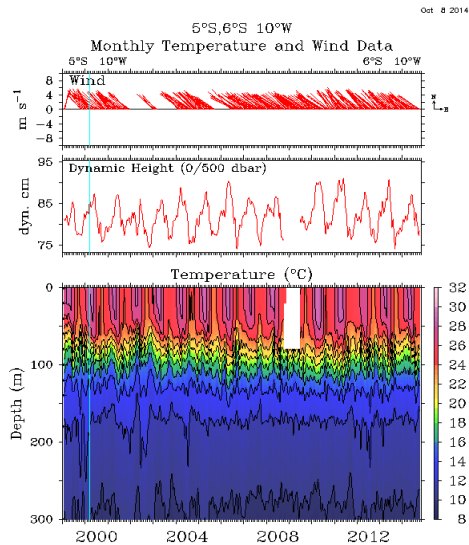 Oct 8 2014
5°S,6°S 10°W
Monthly Temperature and Wind Data
5°S 10°W 6°S 10°W
Wind
8
4
0
-4
-8
m s⁻¹
N
E
Dynamic Height (0/500 dbar)
95
85
75
dyn. cm
Temperature (°C)
0
100
200
300
Depth (m)
32
30
28
26
24
22
20
18
16
14
12
10
8
2000 2004 2008 2012